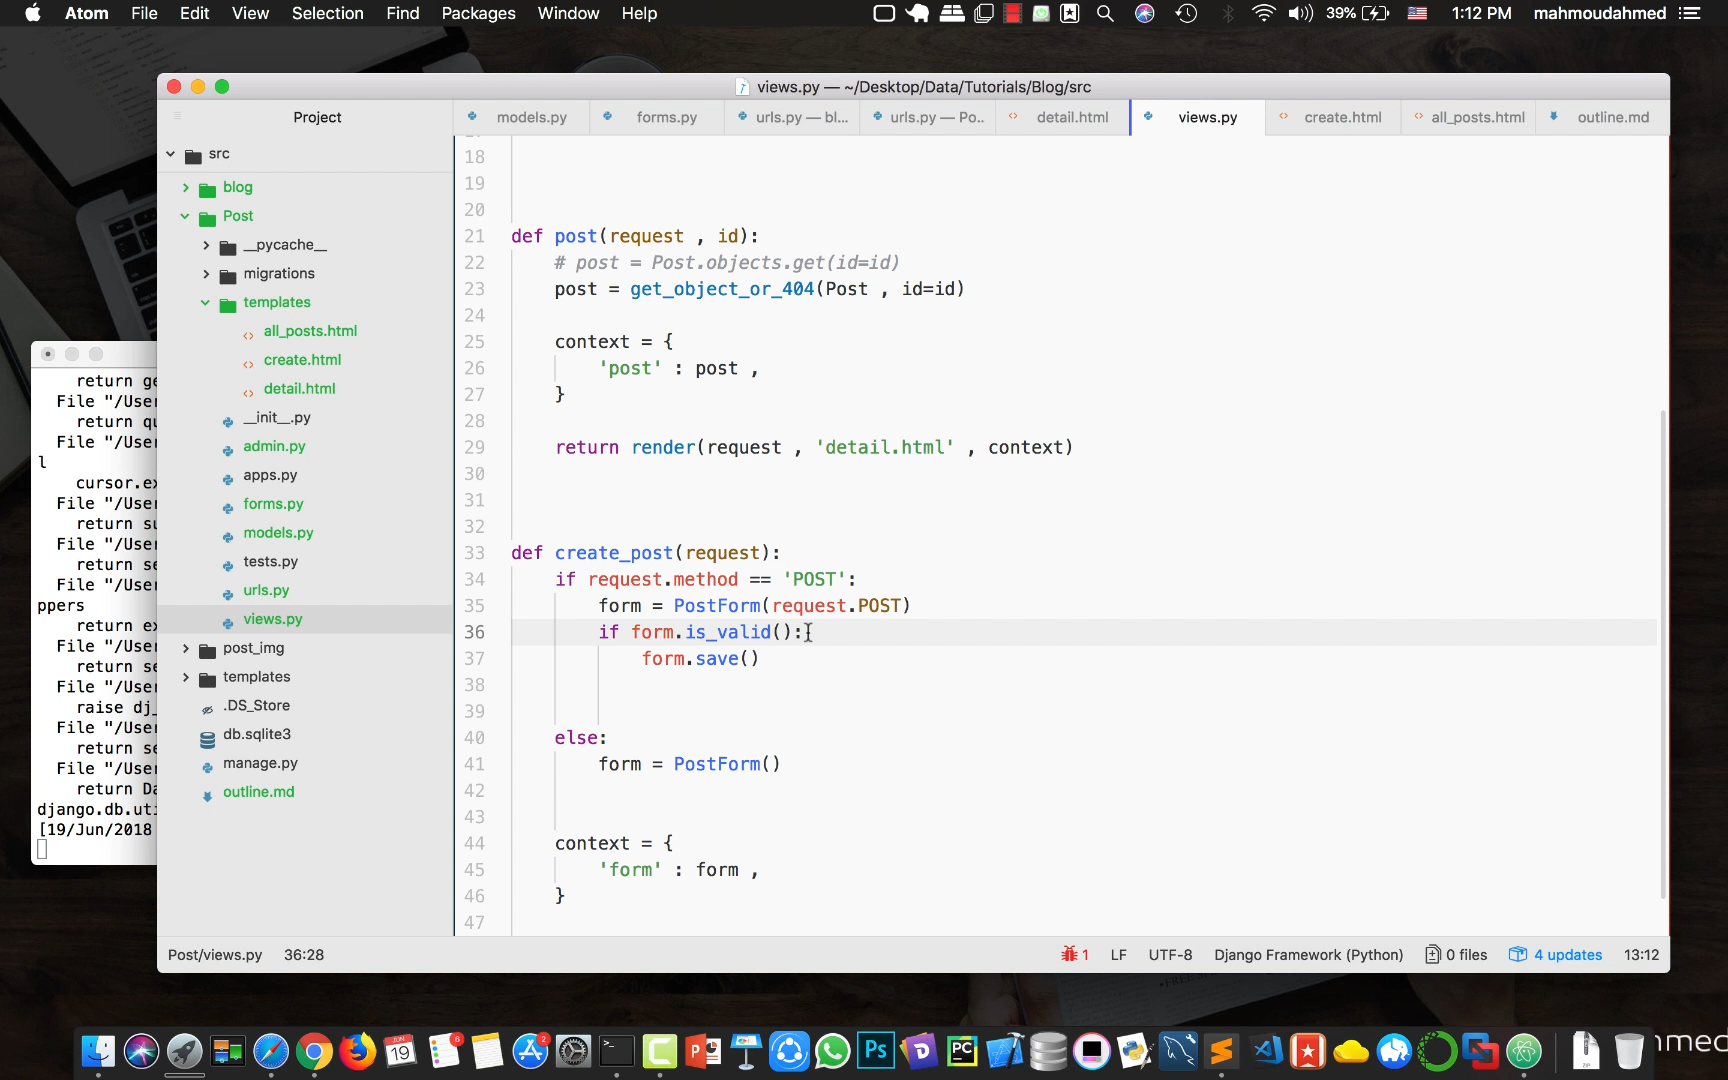 Atom File Edit View Selection Find Packages Window Help 39% 1:12 PM mahmoudahmed
views.py — ~/Desktop/Data/Tutorials/Blog/src
Project
models.py forms.py urls.py — bl... urls.py — Po.. detail.html views.py create.html all_posts.html outline.md
src
blog
Post
__pycache__
migrations
templates
all_posts.html
create.html
detail.html
__init__.py
admin.py
apps.py
forms.py
models.py
tests.py
urls.py
views.py
post_img
templates
.DS_Store
db.sqlite3
manage.py
outline.md
return ge
File "/User
return qu
File "/User
l
cursor.ex
File "/User
return su
File "/User
return se
File "/User
ppers
return ex
File "/User
return se
File "/User
raise dj_
File "/User
return se
File "/User
return Da
django.db.uti
[19/Jun/2018
18
19
20
21 def post(request , id):
22 # post = Post.objects.get(id=id)
23 post = get_object_or_404(Post , id=id)
24
25 context = {
26 'post' : post ,
27 }
28
29 return render(request , 'detail.html' , context)
30
31
32
33 def create_post(request):
34 if request.method == 'POST':
35 form = PostForm(request.POST)
36 if form.is_valid():
37 form.save()
38
39
40 else:
41 form = PostForm()
42
43
44 context = {
45 'form' : form ,
46 }
47
Post/views.py 36:28 1 LF UTF-8 Django Framework (Python) 0 files 4 updates 13:12